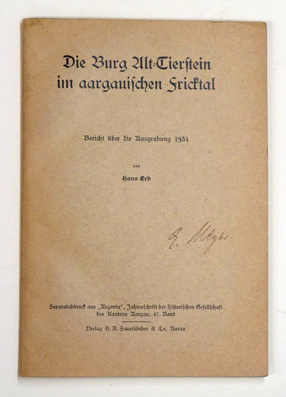 Die Burg Alt-Tierstein
im aargauischen Fricktal
Bericht über die Ausgrabung 1934
von
Hans Erb
Separatabdruck aus „Argovia“, Jahresschrift der Historischen Gesellschaft
des Kantons Aargau, 47. Band
Verlag H. R. Sauerländer & Co. Aarau